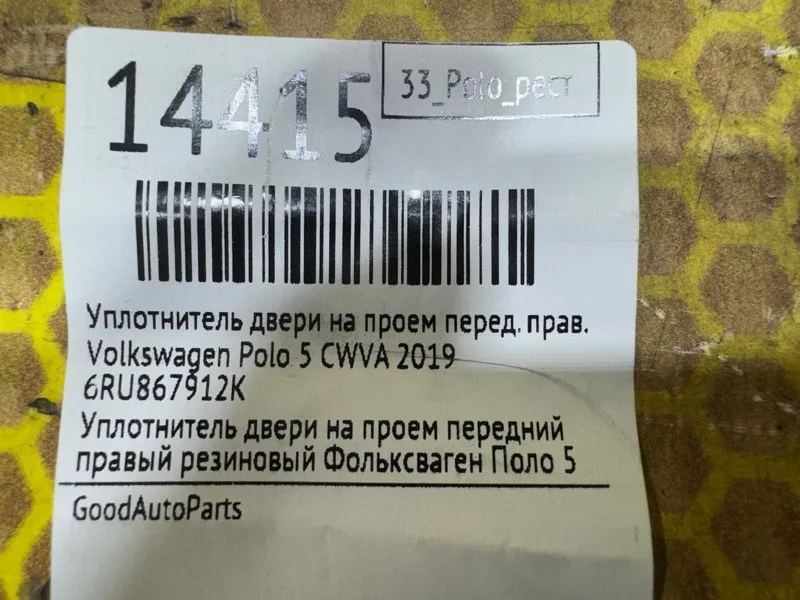 14415
33_Polo_раст
Уплотнитель двери на проем перед. прав.
Volkswagen Polo 5 CWVA 2019
6RU867912K
Уплотнитель двери на проем передний
правый резиновый Фольксваген Поло 5
GoodAutoParts